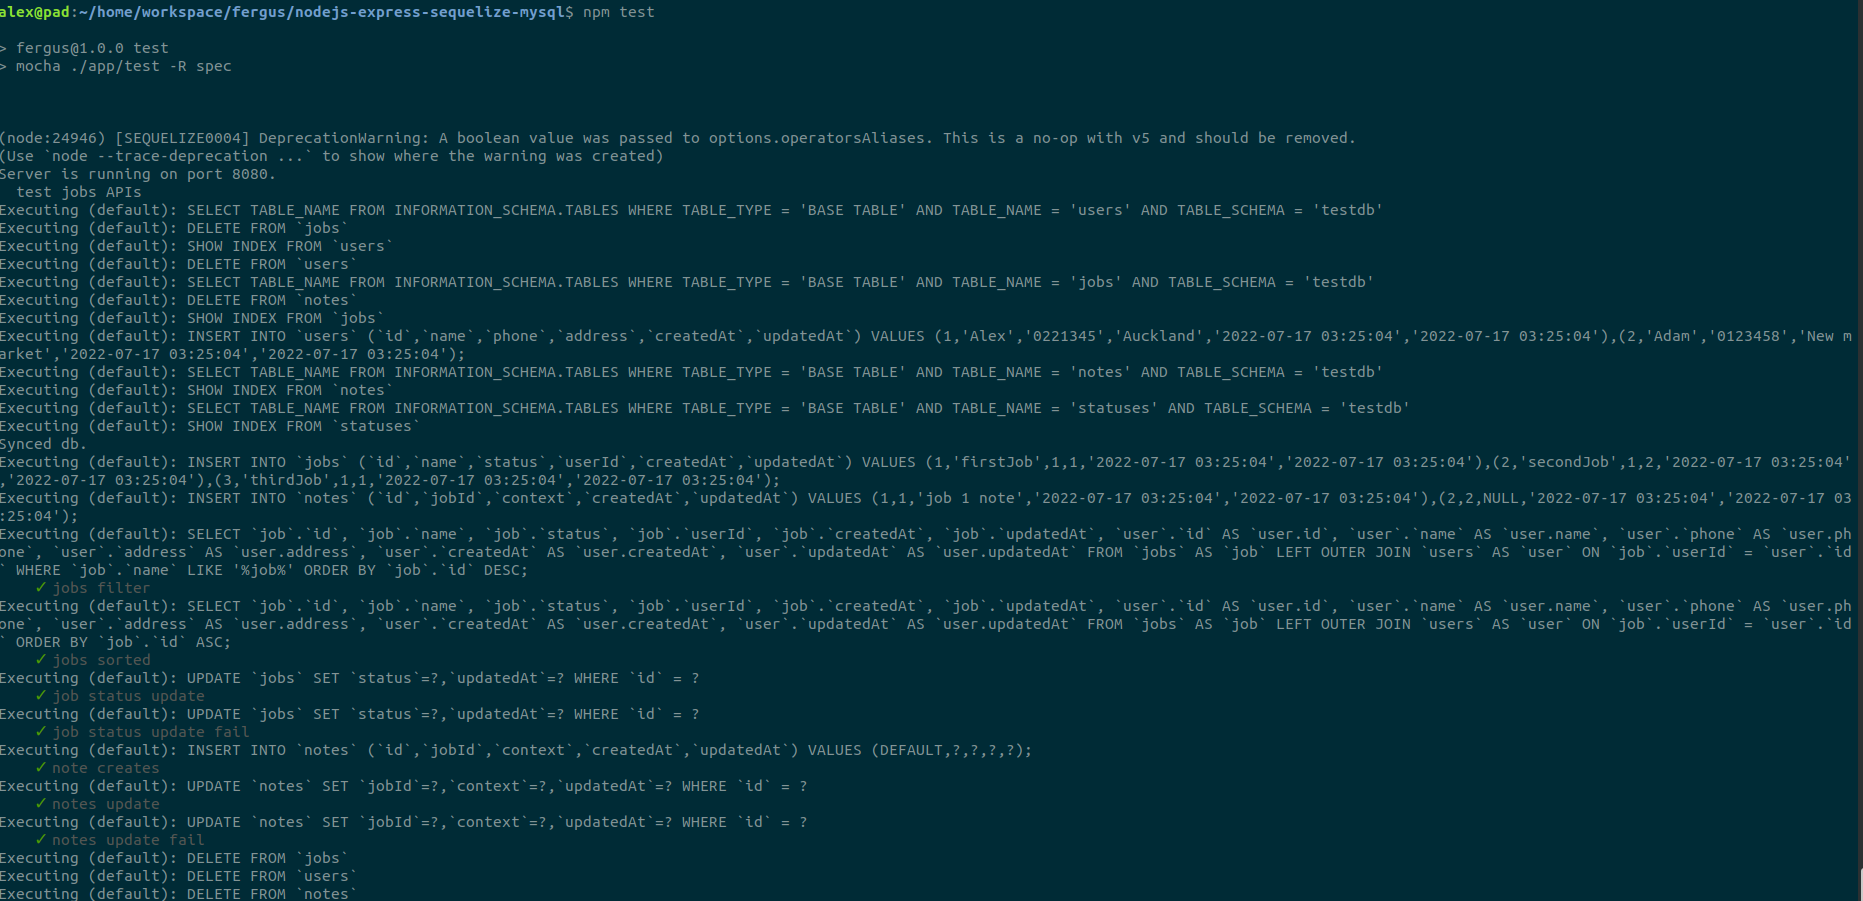 alex@pad:~/home/workspace/fergus/nodejs-express-sequelize-mysql$ npm test
> fergus@1.0.0 test
> mocha ./app/test -R spec
(node:24946) [SEQUELIZE0004] DeprecationWarning: A boolean value was passed to options.operatorsAliases. This is a no-op with v5 and should be removed.
(Use `node --trace-deprecation ...` to show where the warning was created)
Server is running on port 8080.
test jobs APIs
Executing (default): SELECT TABLE_NAME FROM INFORMATION_SCHEMA.TABLES WHERE TABLE_TYPE = 'BASE TABLE' AND TABLE_NAME = 'users' AND TABLE_SCHEMA = 'testdb'
Executing (default): DELETE FROM `jobs`
Executing (default): SHOW INDEX FROM `users`
Executing (default): DELETE FROM `users`
Executing (default): SELECT TABLE_NAME FROM INFORMATION_SCHEMA.TABLES WHERE TABLE_TYPE = 'BASE TABLE' AND TABLE_NAME = 'jobs' AND TABLE_SCHEMA = 'testdb'
Executing (default): DELETE FROM `notes`
Executing (default): SHOW INDEX FROM `jobs`
Executing (default): INSERT INTO `users` (`id`,`name`,`phone`,`address`,`createdAt`,`updatedAt`) VALUES (1,'Alex','0221345','Auckland','2022-07-17 03:25:04','2022-07-17 03:25:04'),(2,'Adam','0123458','New m
arket','2022-07-17 03:25:04','2022-07-17 03:25:04');
Executing (default): SELECT TABLE_NAME FROM INFORMATION_SCHEMA.TABLES WHERE TABLE_TYPE = 'BASE TABLE' AND TABLE_NAME = 'notes' AND TABLE_SCHEMA = 'testdb'
Executing (default): SHOW INDEX FROM `notes`
Executing (default): SELECT TABLE_NAME FROM INFORMATION_SCHEMA.TABLES WHERE TABLE_TYPE = 'BASE TABLE' AND TABLE_NAME = 'statuses' AND TABLE_SCHEMA = 'testdb'
Executing (default): SHOW INDEX FROM `statuses`
Synced db.
Executing (default): INSERT INTO `jobs` (`id`,`name`,`status`,`userId`,`createdAt`,`updatedAt`) VALUES (1,'firstJob',1,1,'2022-07-17 03:25:04','2022-07-17 03:25:04'),(2,'secondJob',1,2,'2022-07-17 03:25:04'
,'2022-07-17 03:25:04'),(3,'thirdJob',1,1,'2022-07-17 03:25:04','2022-07-17 03:25:04');
Executing (default): INSERT INTO `notes` (`id`,`jobId`,`context`,`createdAt`,`updatedAt`) VALUES (1,1,'job 1 note','2022-07-17 03:25:04','2022-07-17 03:25:04'),(2,2,NULL,'2022-07-17 03:25:04','2022-07-17 03
:25:04');
Executing (default): SELECT `job`.`id`, `job`.`name`, `job`.`status`, `job`.`userId`, `job`.`createdAt`, `job`.`updatedAt`, `user`.`id` AS `user.id`, `user`.`name` AS `user.name`, `user`.`phone` AS `user.ph
one`, `user`.`address` AS `user.address`, `user`.`createdAt` AS `user.createdAt`, `user`.`updatedAt` AS `user.updatedAt` FROM `jobs` AS `job` LEFT OUTER JOIN `users` AS `user` ON `job`.`userId` = `user`.`id
` WHERE `job`.`name` LIKE '%job%' ORDER BY `job`.`id` DESC;
✓ jobs filter
Executing (default): SELECT `job`.`id`, `job`.`name`, `job`.`status`, `job`.`userId`, `job`.`createdAt`, `job`.`updatedAt`, `user`.`id` AS `user.id`, `user`.`name` AS `user.name`, `user`.`phone` AS `user.ph
one`, `user`.`address` AS `user.address`, `user`.`createdAt` AS `user.createdAt`, `user`.`updatedAt` AS `user.updatedAt` FROM `jobs` AS `job` LEFT OUTER JOIN `users` AS `user` ON `job`.`userId` = `user`.`id
` ORDER BY `job`.`id` ASC;
✓ jobs sorted
Executing (default): UPDATE `jobs` SET `status`=?,`updatedAt`=? WHERE `id` = ?
✓ job status update
Executing (default): UPDATE `jobs` SET `status`=?,`updatedAt`=? WHERE `id` = ?
✓ job status update fail
Executing (default): INSERT INTO `notes` (`id`,`jobId`,`context`,`createdAt`,`updatedAt`) VALUES (DEFAULT,?,?,?,?);
✓ note creates
Executing (default): UPDATE `notes` SET `jobId`=?,`context`=?,`updatedAt`=? WHERE `id` = ?
✓ notes update
Executing (default): UPDATE `notes` SET `jobId`=?,`context`=?,`updatedAt`=? WHERE `id` = ?
✓ notes update fail
Executing (default): DELETE FROM `jobs`
Executing (default): DELETE FROM `users`
Executing (default): DELETE FROM `notes`